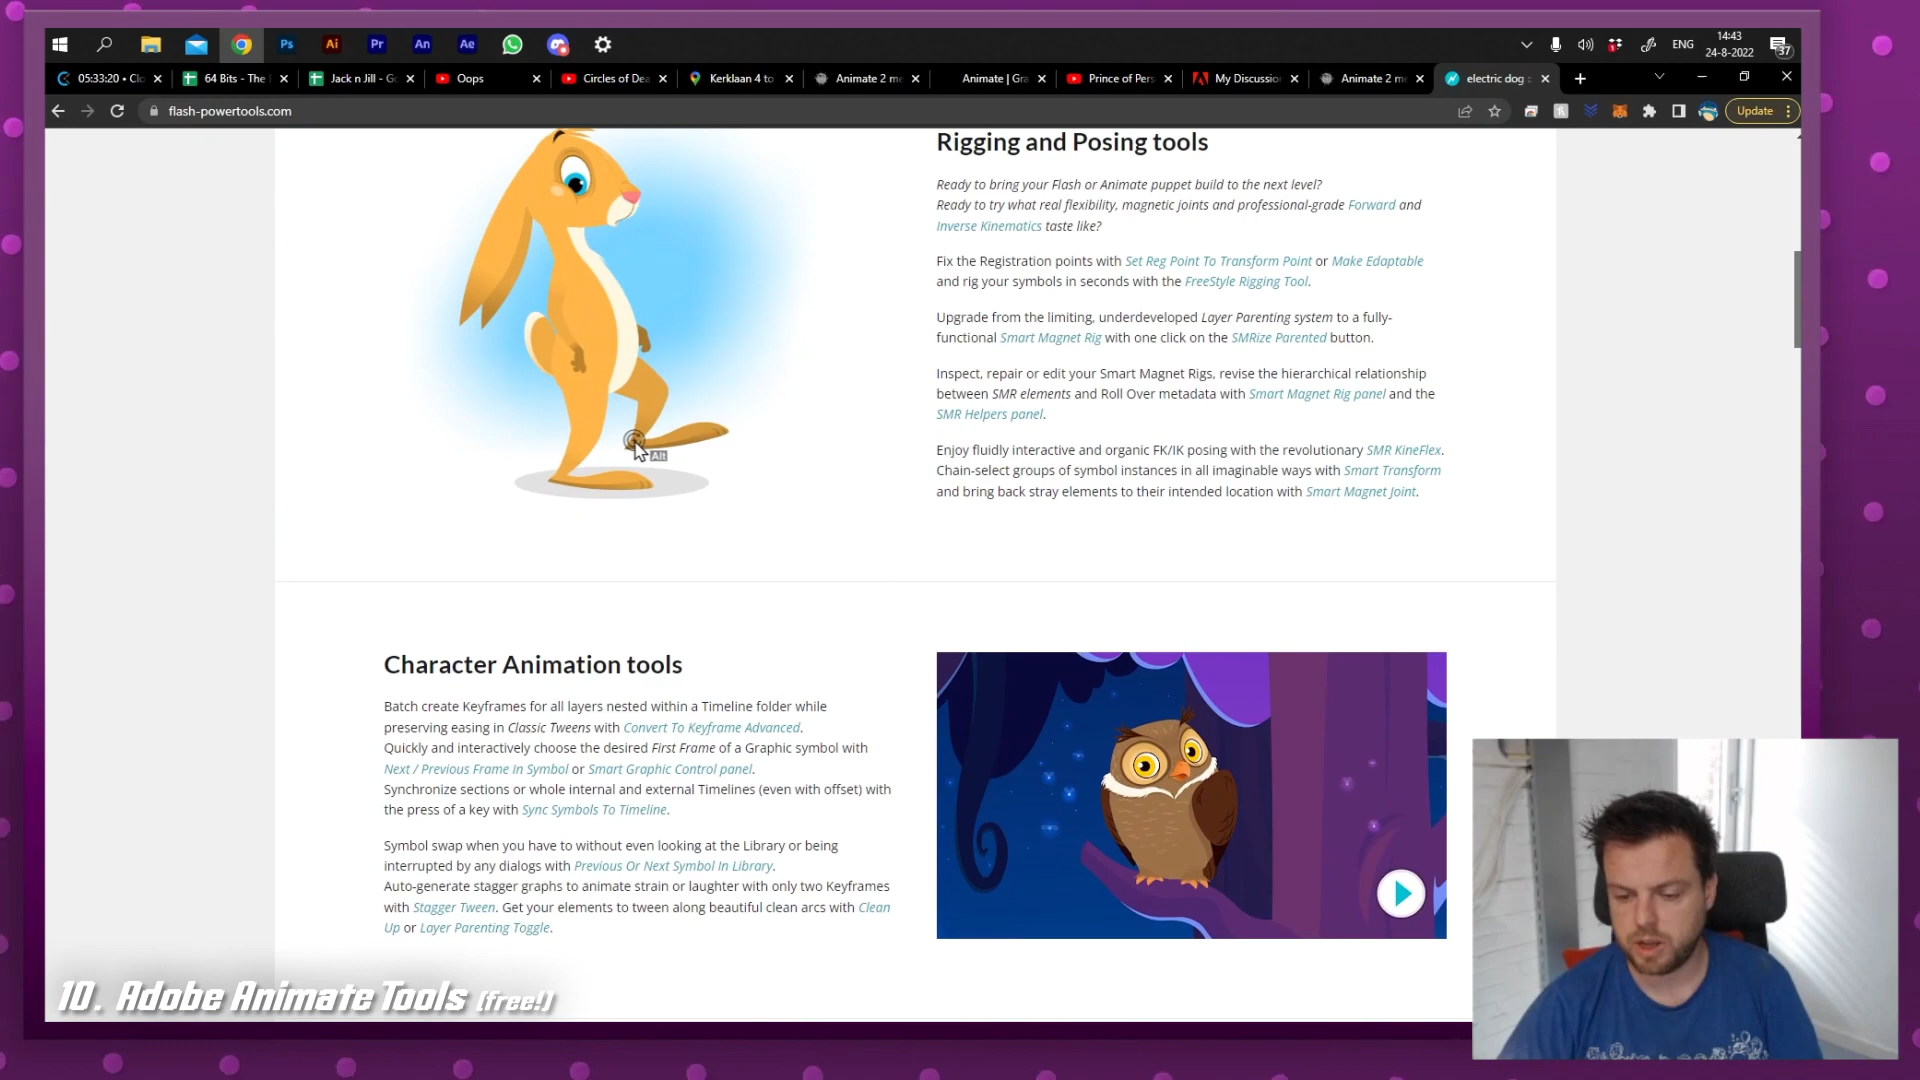 Ps
Ai
Pr
An
Ae
ENG
14:43
24-8-2022
37
05:33:20 • Clo
64 Bits - The
Jack n Jill - G
Oops
Circles of Dea
Kerklaan 4 to
Animate 2 me
Animate | Gra
Prince of Pers
My Discussion
Animate 2 me
electric dog
flash-powertools.com
Update
Rigging and Posing tools
Ready to bring your Flash or Animate puppet build to the next level?
Ready to try what real flexibility, magnetic joints and professional-grade Forward and
Inverse Kinematics taste like?
Fix the Registration points with Set Reg Point To Transform Point or Make Edaptable
and rig your symbols in seconds with the FreeStyle Rigging Tool.
Upgrade from the limiting, underdeveloped Layer Parenting system to a fully-
functional Smart Magnet Rig with one click on the SMRize Parented button.
Inspect, repair or edit your Smart Magnet Rigs, revise the hierarchical relationship
between SMR elements and Roll Over metadata with Smart Magnet Rig panel and the
SMR Helpers panel.
Enjoy fluidly interactive and organic FK/IK posing with the revolutionary SMR KineFlex.
Chain-select groups of symbol instances in all imaginable ways with Smart Transform
and bring back stray elements to their intended location with Smart Magnet Joint.
Alt
Character Animation tools
Batch create Keyframes for all layers nested within a Timeline folder while
preserving easing in Classic Tweens with Convert To Keyframe Advanced.
Quickly and interactively choose the desired First Frame of a Graphic symbol with
Next / Previous Frame In Symbol or Smart Graphic Control panel.
Synchronize sections or whole internal and external Timelines (even with offset) with
the press of a key with Sync Symbols To Timeline.
Symbol swap when you have to without even looking at the Library or being
interrupted by any dialogs with Previous Or Next Symbol In Library.
Auto-generate stagger graphs to animate strain or laughter with only two Keyframes
with Stagger Tween. Get your elements to tween along beautiful clean arcs with Clean
Up or Layer Parenting Toggle.
10. Adobe Animate Tools (free!)